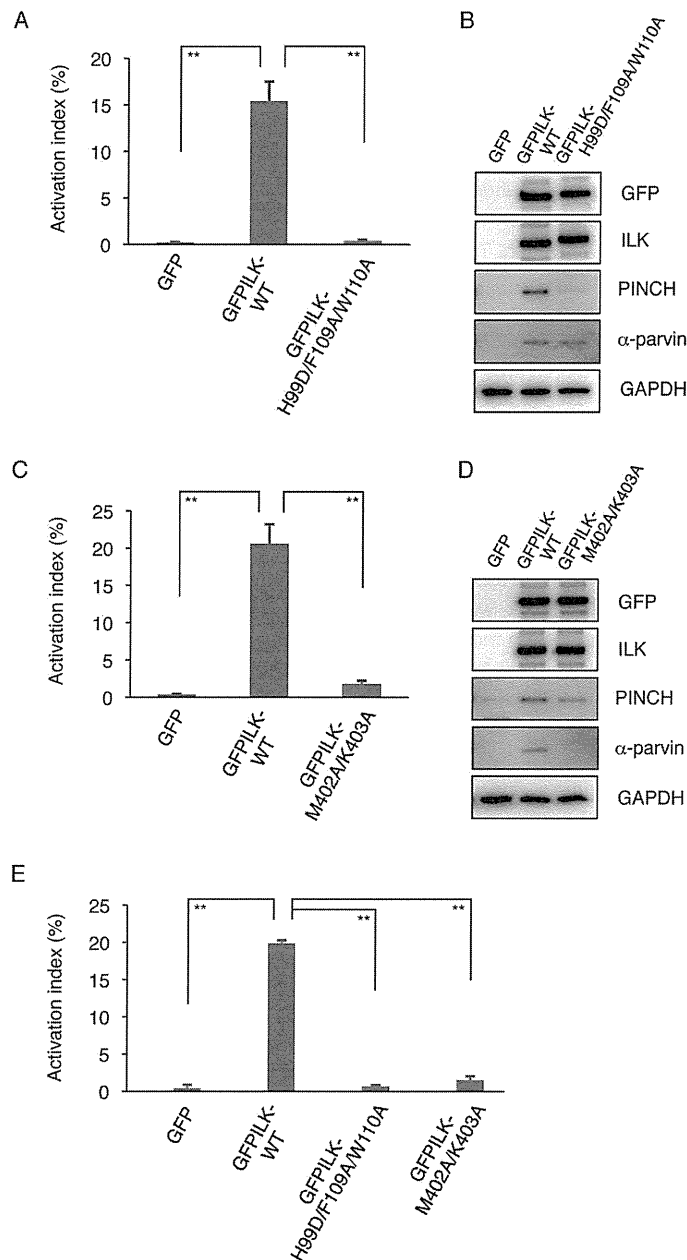 A
Activation index (%)
20
15
10
5
0
**
**
GFP
GFPILK-
WT
GFPILK-
H99D/F109A/W110A
B
GFP
GFPILK-
WT
GFPILK-
H99D/F109A/W110A
GFP
ILK
PINCH
α-parvin
GAPDH
C
Activation index (%)
25
20
15
10
5
0
**
**
GFP
GFPILK-
WT
GFPILK-
M402A/K403A
D
GFP
GFPILK-
WT
GFPILK-
M402A/K403A
GFP
ILK
PINCH
α-parvin
GAPDH
E
Activation index (%)
25
20
15
10
5
0
**
**
**
GFP
GFPILK-
WT
GFPILK-
H99D/F109A/W110A
GFPILK-
M402A/K403A